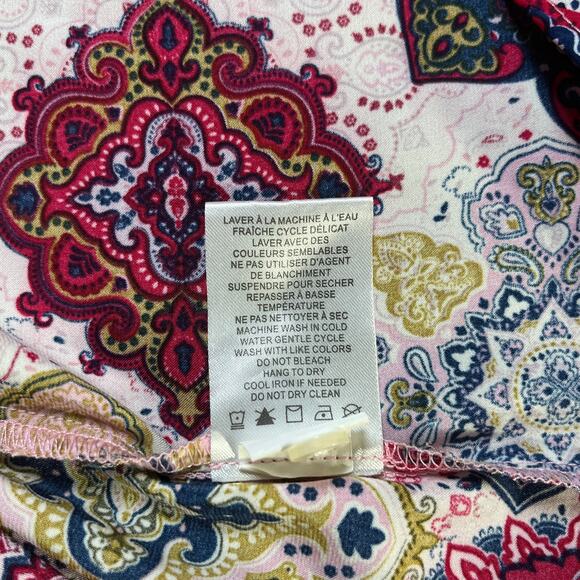 LAVER À LA MACHINE À L'EAU
FRAÎCHE CYCLE DÉLICAT
LAVER AVEC DES
COULEURS SEMBLABLES
NE PAS UTILISER D'AGENT
DE BLANCHIMENT
SUSPENDRE POUR SECHER
REPASSER À BASSE
TEMPÉRATURE
NE PAS NETTOYER À SEC
MACHINE WASH IN COLD
WATER GENTLE CYCLE
WASH WITH LIKE COLORS
DO NOT BLEACH
HANG TO DRY
COOL IRON IF NEEDED
DO NOT DRY CLEAN